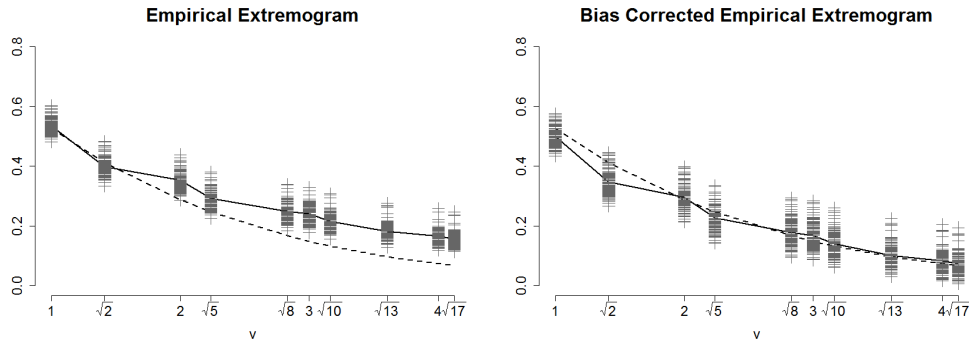 Empirical Extremogram
0.8
0.6
0.4
0.2
0.0
1 √2 2 √5 √8 3 √10 √13 4 √17
v
Bias Corrected Empirical Extremogram
0.8
0.6
0.4
0.2
0.0
1 √2 2 √5 √8 3 √10 √13 4 √17
v